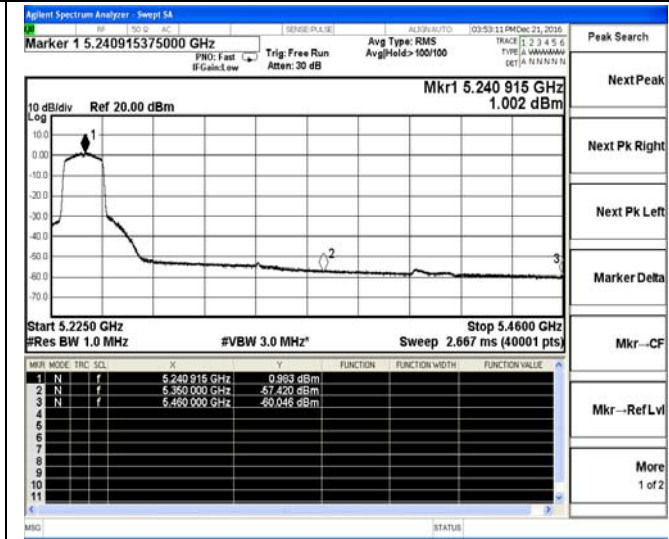 Agilent Spectrum Analyzer - Swept SA
RF 50 Ω AC SENSE:PULSE ALIGNAUTO 03:53:11 PM Dec 21, 2016
Marker 1 5.240915375000 GHz
PNO: Fast
IFGain:Low
Trig: Free Run
Atten: 30 dB
Avg Type: RMS
Avg|Hold>100/100
TRACE 1 2 3 4 5 6
TYPE
DET A N N N N N
Mkr1 5.240 915 GHz
1.002 dBm
10 dB/div Ref 20.00 dBm
Log
10.0
0.00
-10.0
-20.0
-30.0
-40.0
-50.0
-60.0
-70.0
1
2
3
Start 5.2250 GHz Stop 5.4600 GHz
#Res BW 1.0 MHz #VBW 3.0 MHz* Sweep 2.667 ms (40001 pts)
MKR MODE TRC SCL X Y FUNCTION FUNCTION WIDTH FUNCTION VALUE
1 N f 5.240 915 GHz 0.983 dBm
2 N f 5.350 000 GHz -57.420 dBm
3 N f 5.460 000 GHz -60.046 dBm
4
5
6
7
8
9
10
11
MSG STATUS
Peak Search
Next Peak
Next Pk Right
Next Pk Left
Marker Delta
Mkr→CF
Mkr→Ref Lvl
More
1 of 2